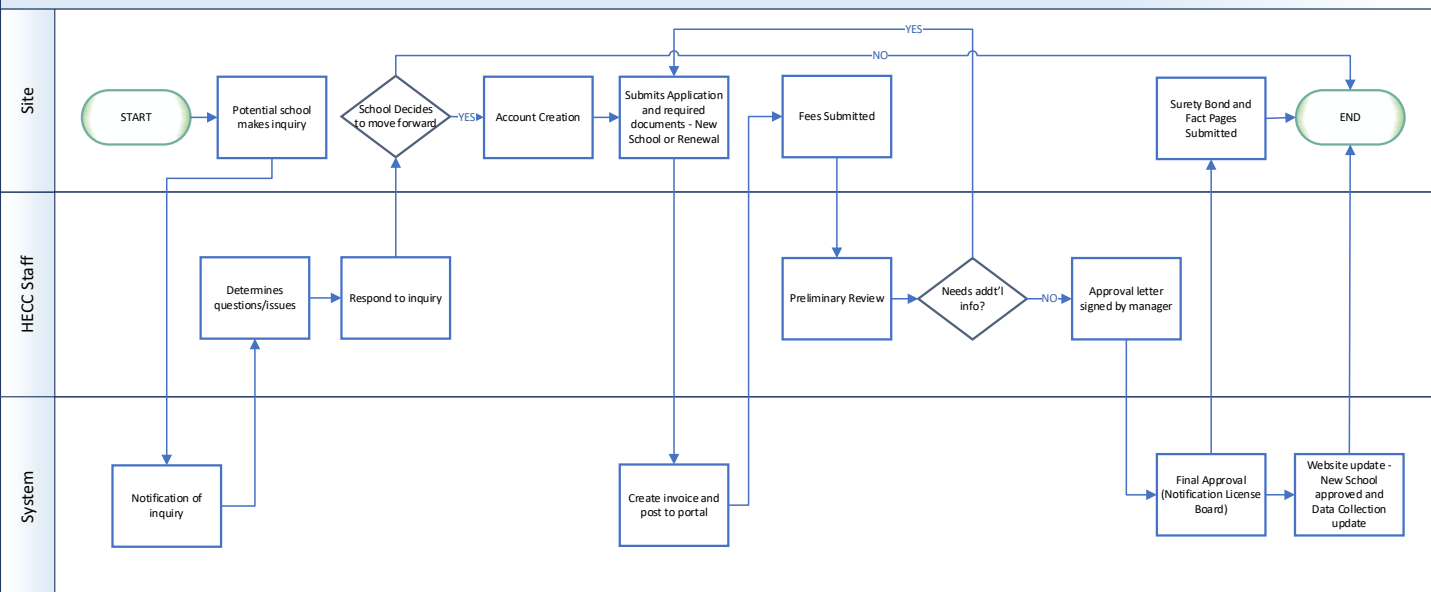 Site
START
Potential school
makes inquiry
School Decides
to move forward
YES
Account Creation
Submits Application
and required
documents - New
School or Renewal
YES
NO
Fees Submitted
Surety Bond and
Fact Pages
Submitted
END
HECC Staff
Determines
questions/issues
Respond to inquiry
Preliminary Review
Needs addt'l
info?
NO
Approval letter
signed by manager
System
Notification of
inquiry
Create invoice and
post to portal
Final Approval
(Notification License
Board)
Website update -
New School
approved and
Data Collection
update